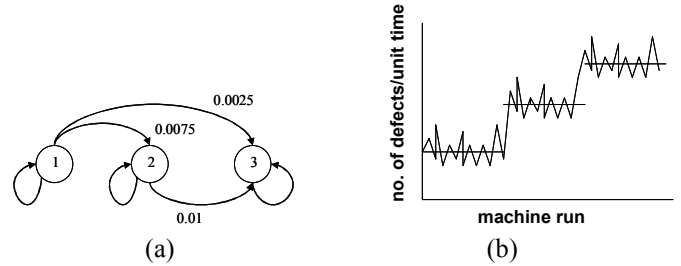 0.0025
0.0075
1
2
3
0.01
(a)
no. of defects/unit time
machine run
(b)